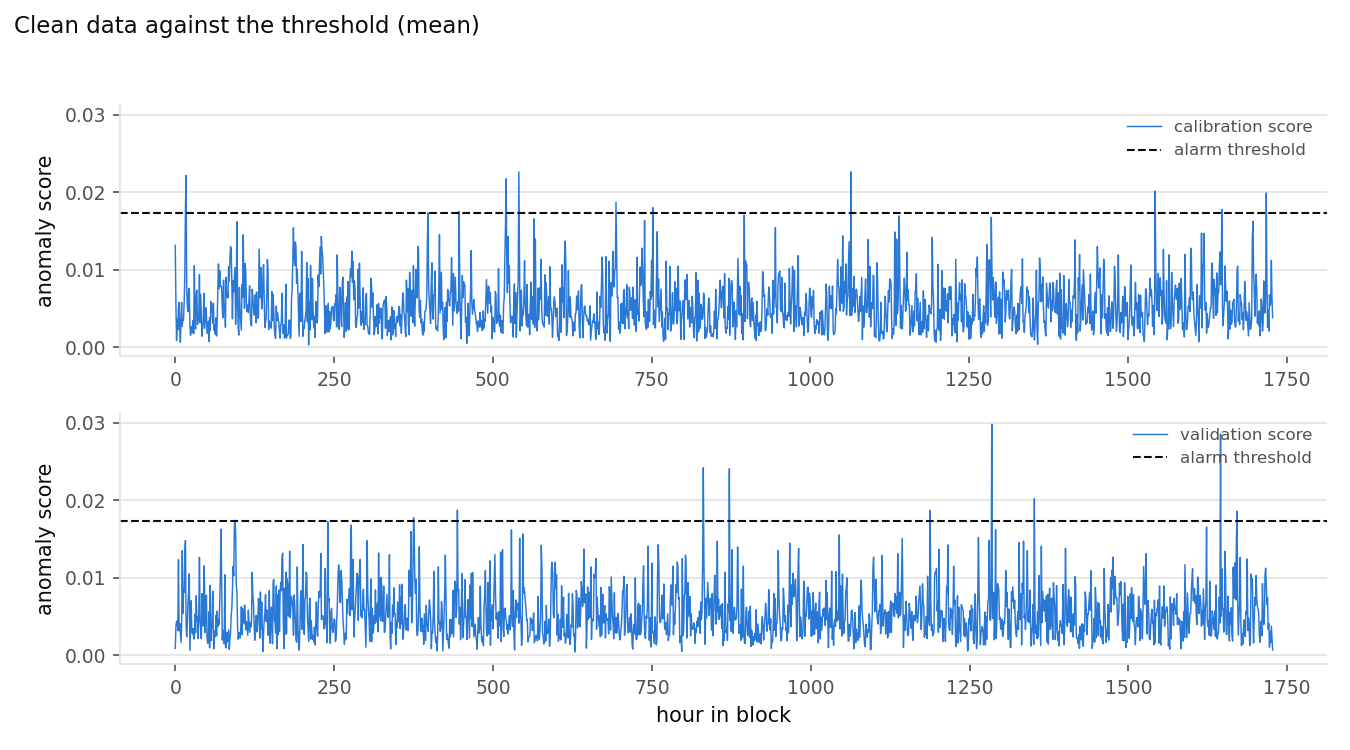 Clean data against the threshold (mean)
0.03
0.02
0.01
0.00
anomaly score
calibration score
alarm threshold
0 250 500 750 1000 1250 1500 1750
0.03
0.02
0.01
0.00
anomaly score
validation score
alarm threshold
0 250 500 750 1000 1250 1500 1750
hour in block